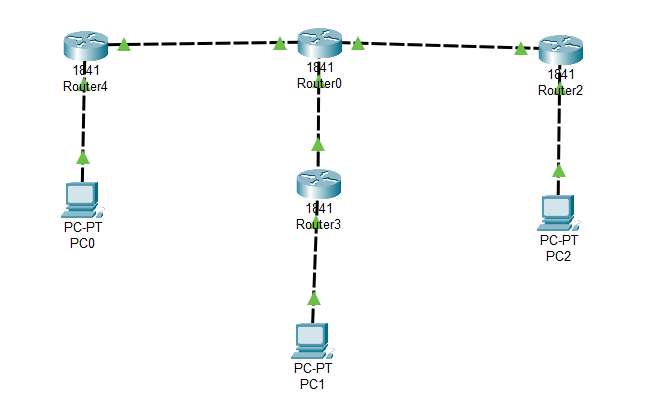 1841
Router4
1841
Router0
1841
Router2
1841
Router3
PC-PT
PC0
PC-PT
PC2
PC-PT
PC1